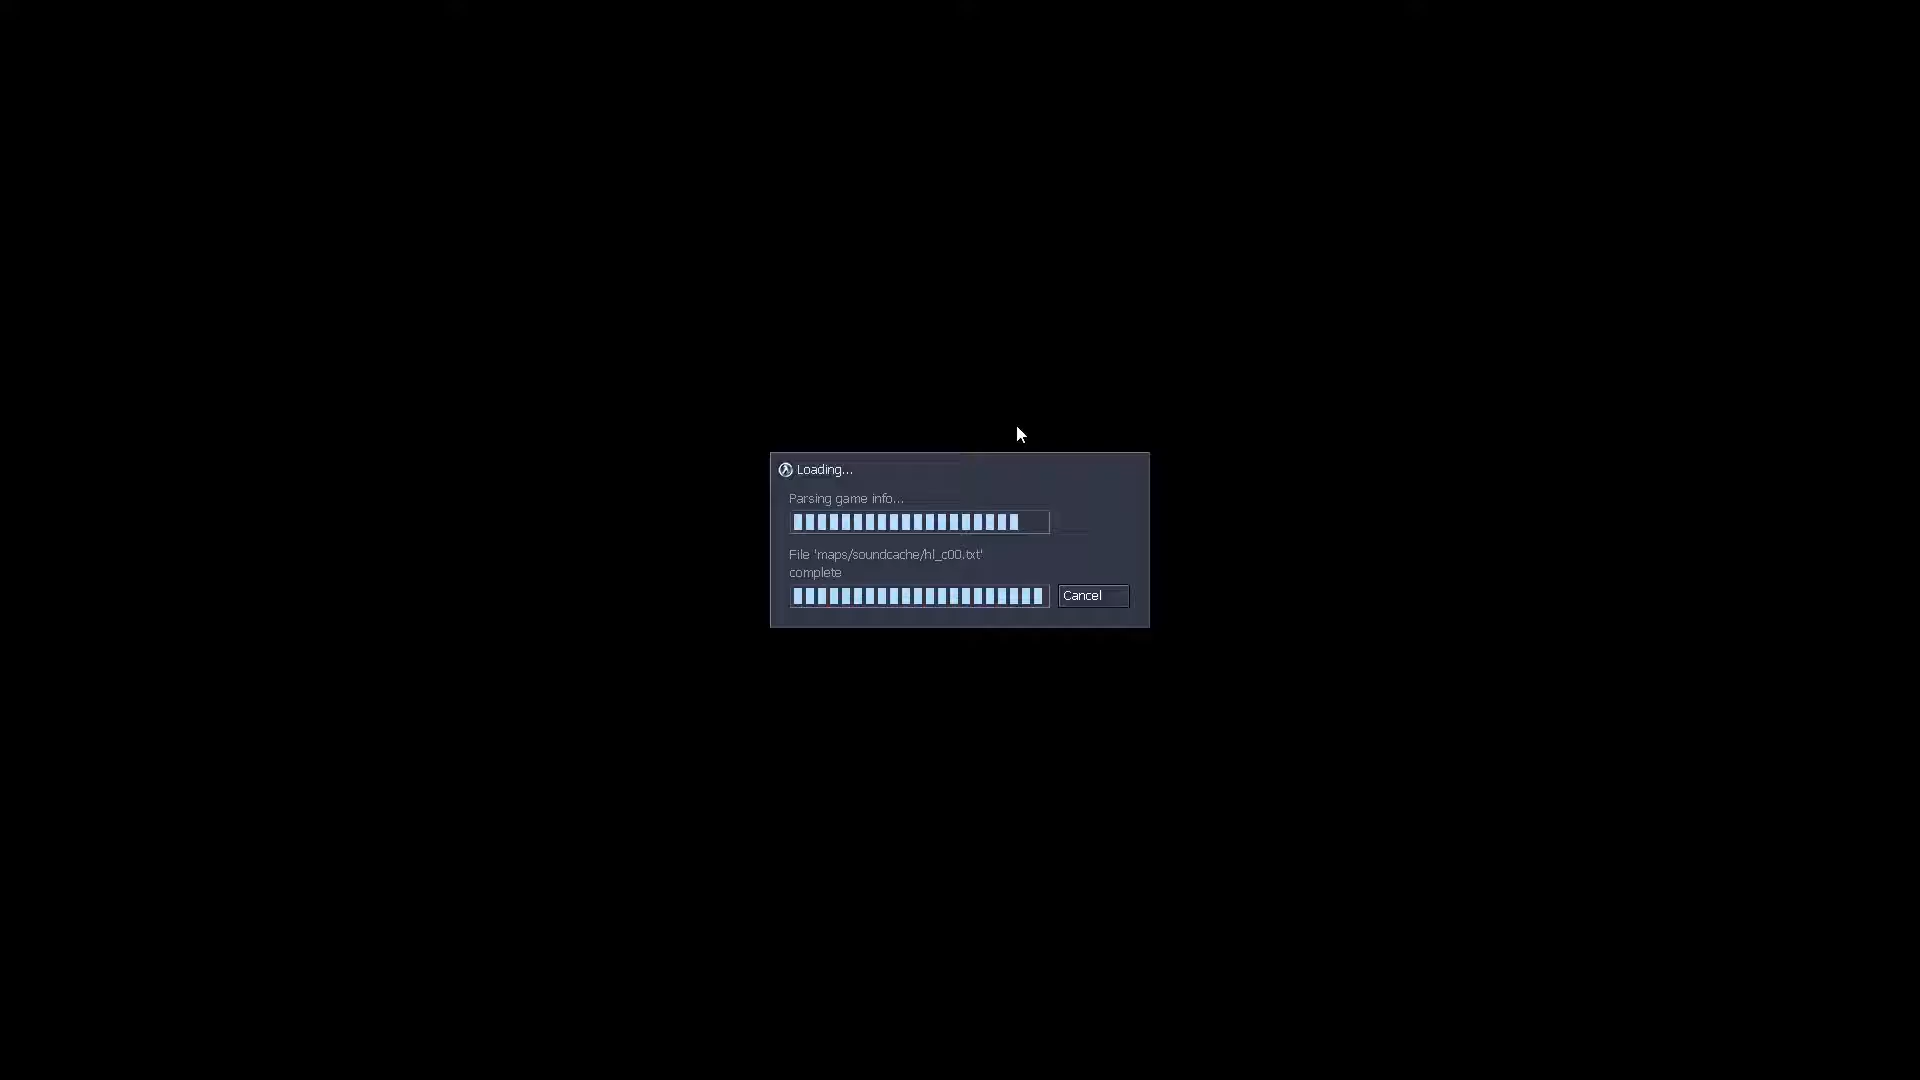 Loading...
Parsing game info...
File 'maps/soundcache/hl_c00.txt'
complete
Cancel